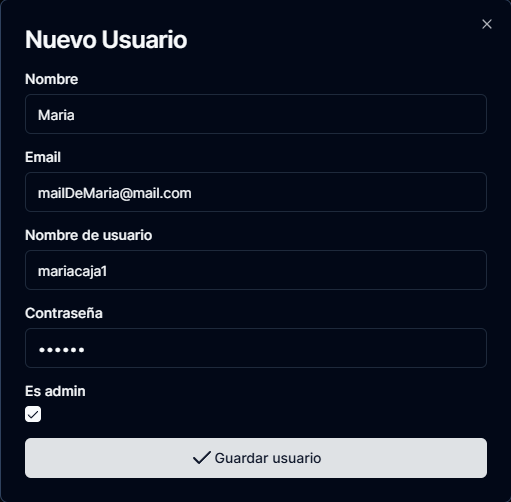 Nuevo Usuario
Nombre
Maria
Email
mailDeMaria@mail.com
Nombre de usuario
mariacaja1
Contraseña
••••••
Es admin
Guardar usuario